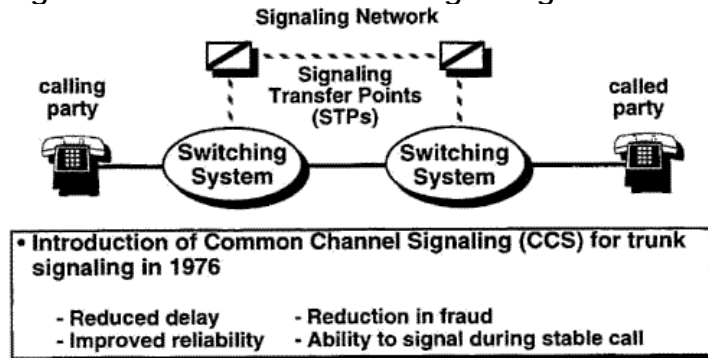 Signaling Network
Signaling
Transfer Points
(STPs)
calling
party
called
party
Switching
System
Switching
System
• Introduction of Common Channel Signaling (CCS) for trunk
signaling in 1976
- Reduced delay
- Reduction in fraud
- Improved reliability
- Ability to signal during stable call